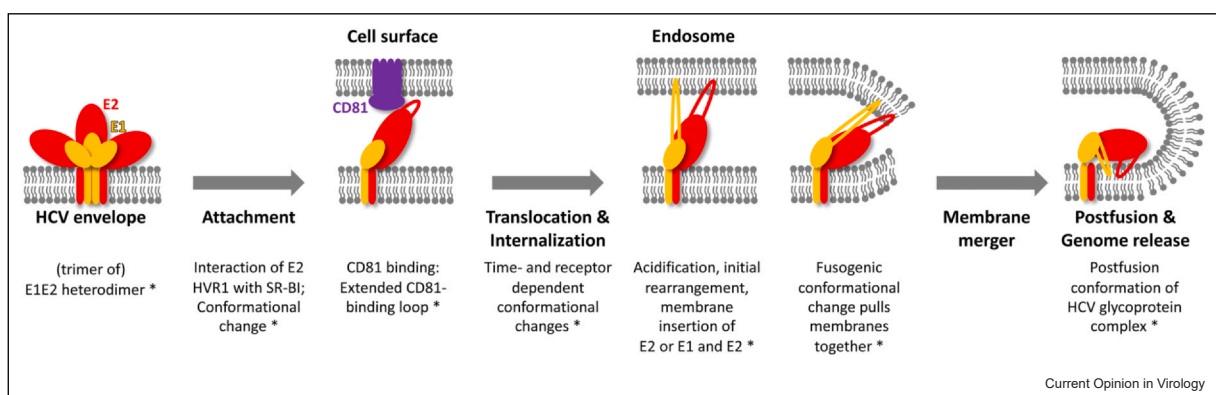 Cell surface
Endosome
E2
E1
CD81
HCV envelope
(trimer of)
E1E2 heterodimer *
Attachment
Interaction of E2
HVR1 with SR-BI;
Conformational
change *
CD81 binding:
Extended CD81-
binding loop *
Translocation &
Internalization
Time- and receptor
dependent
conformational
changes *
Acidification, initial
rearrangement,
membrane
insertion of
E2 or E1 and E2 *
Fusogenic
conformational
change pulls
membranes
together *
Membrane
merger
Postfusion &
Genome release
Postfusion
conformation of
HCV glycoprotein
complex *
Current Opinion in Virology